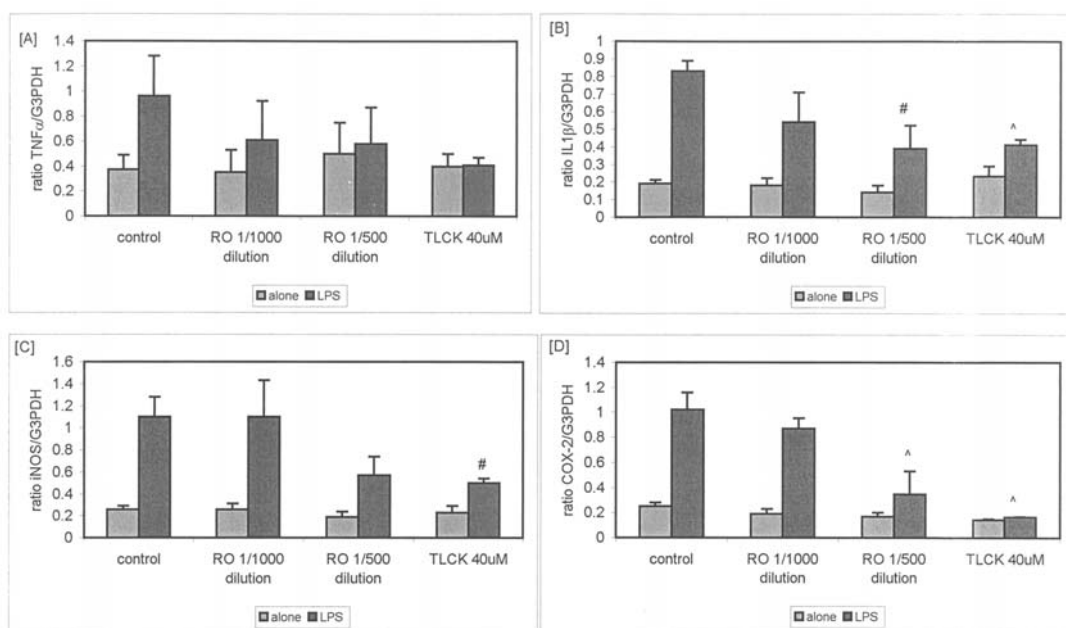 [A]
ratio TNFα/G3PDH
1.4
1.2
1
0.8
0.6
0.4
0.2
0
control
RO 1/1000
dilution
RO 1/500
dilution
TLCK 40uM
alone LPS
[B]
ratio IL1β/G3PDH
1
0.9
0.8
0.7
0.6
0.5
0.4
0.3
0.2
0.1
0
#
^
control
RO 1/1000
dilution
RO 1/500
dilution
TLCK 40uM
alone LPS
[C]
ratio iNOS/G3PDH
1.6
1.4
1.2
1
0.8
0.6
0.4
0.2
0
#
control
RO 1/1000
dilution
RO 1/500
dilution
TLCK 40uM
alone LPS
[D]
ratio COX-2/G3PDH
1.4
1.2
1
0.8
0.6
0.4
0.2
0
^
^
control
RO 1/1000
dilution
RO 1/500
dilution
TLCK 40uM
alone LPS